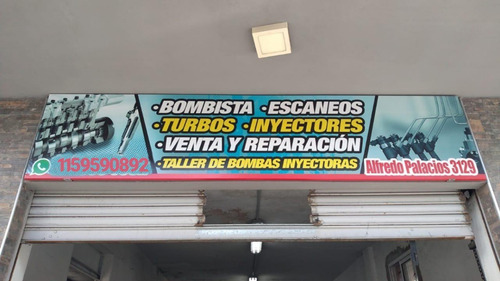 •BOMBISTA •ESCANEOS
•TURBOS •INYECTORES
•VENTA Y REPARACIÓN
•TALLER DE BOMBAS INYECTORAS
1159590892
Alfredo Palacios 3129